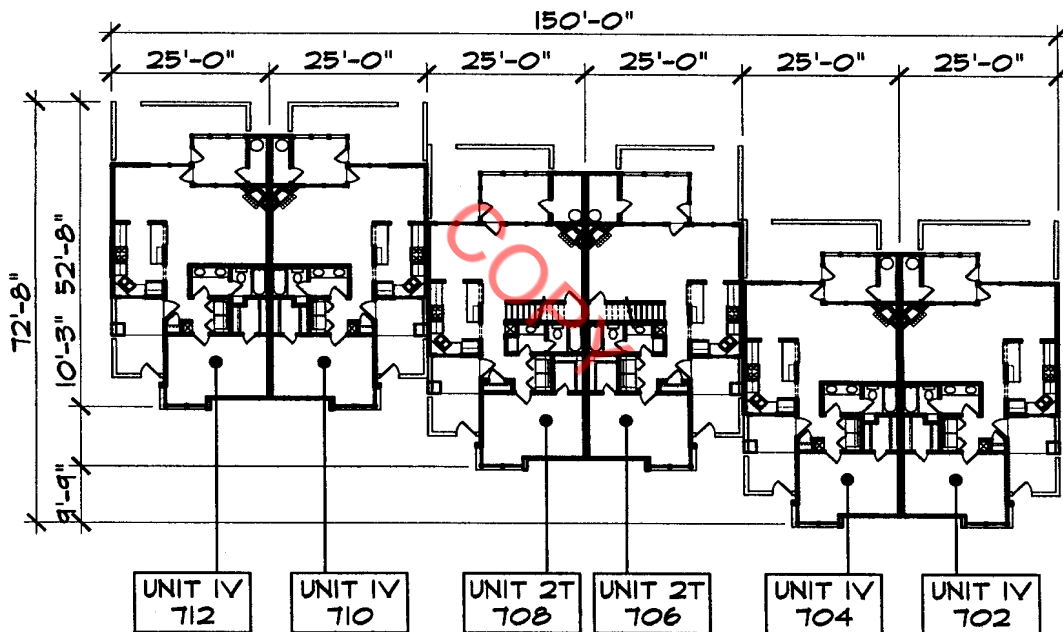 150'-0"
25'-0" 25'-0" 25'-0" 25'-0" 25'-0" 25'-0"
72'-8"
52'-8"
10'-3"
9'-9"
COPY
UNIT 1V
712
UNIT 1V
710
UNIT 2T
708
UNIT 2T
706
UNIT 1V
704
UNIT 1V
702